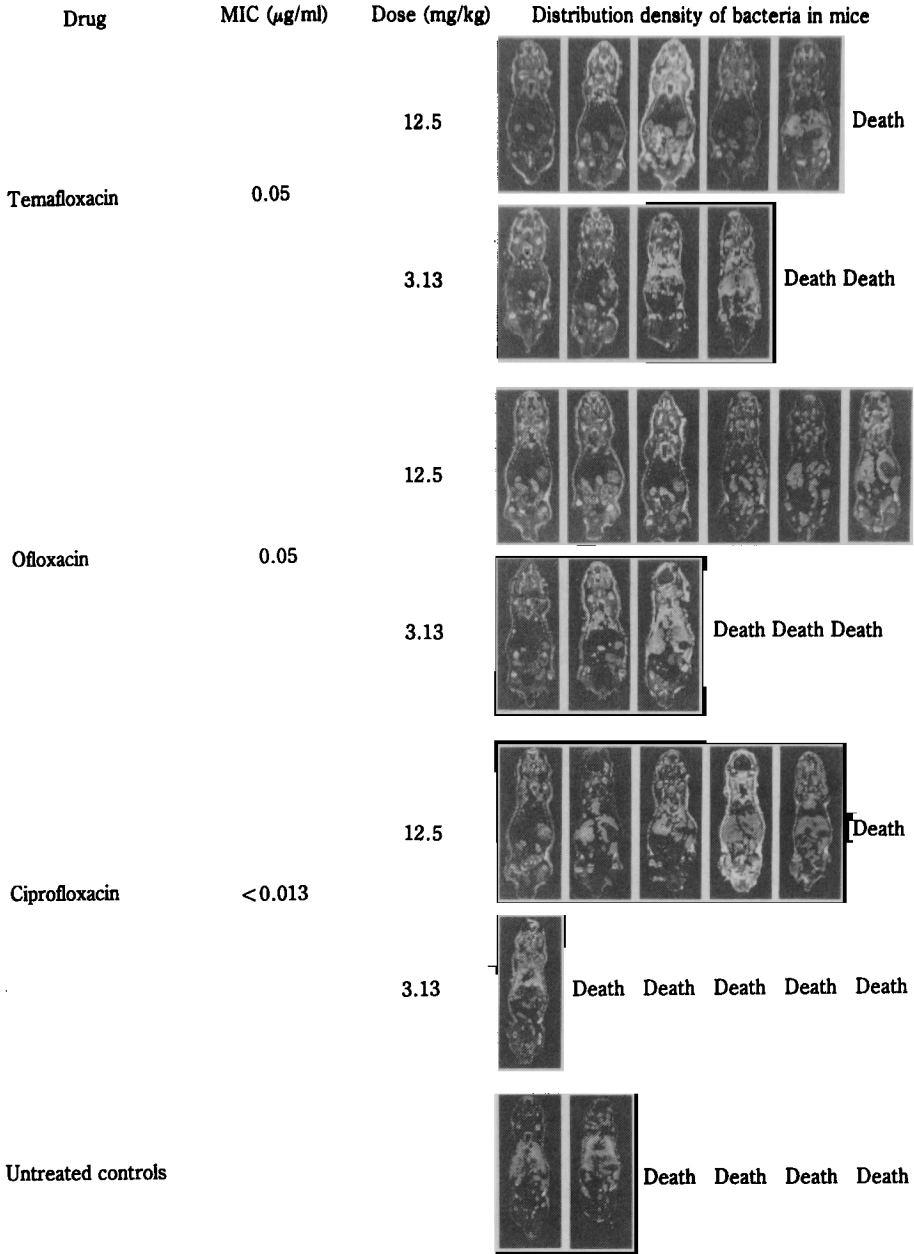 Drug MIC (μg/ml) Dose (mg/kg) Distribution density of bacteria in mice
12.5 Death
Temafloxacin 0.05
3.13 Death Death
12.5
Ofloxacin 0.05
3.13 Death Death Death
12.5 Death
Ciprofloxacin <0.013
3.13 Death Death Death Death Death
Untreated controls Death Death Death Death